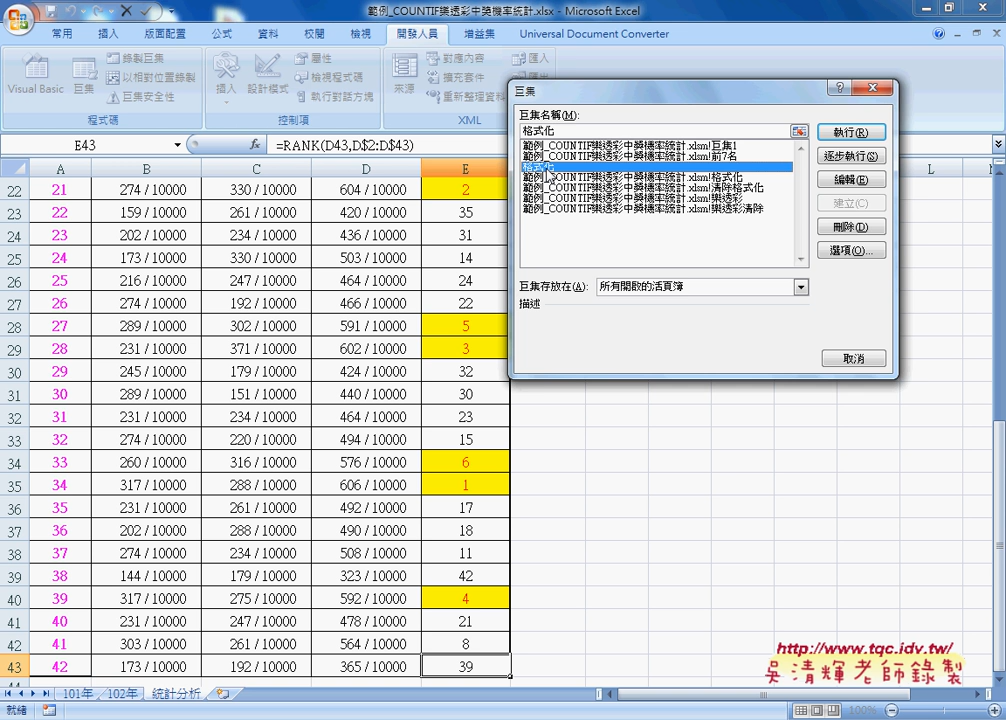 範例_COUNTIF樂透彩中獎機率統計.xlsx - Microsoft Excel
常用 插入 版面配置 公式 資料 校閱 檢視 開發人員 增益集 Universal Document Converter
Visual Basic 巨集 錄製巨集 以相對位置錄製 巨集安全性
插入 設計模式 屬性 檢視程式碼 執行對話方塊
來源 對應內容 擴充套件 重新整理資料 匯入
程式碼 控制項 XML
E43 fx =RANK(D43,D$2:D$43)
A B C D E L
22 21 274 / 10000 330 / 10000 604 / 10000 2
23 22 159 / 10000 261 / 10000 420 / 10000 35
24 23 202 / 10000 234 / 10000 436 / 10000 31
25 24 173 / 10000 330 / 10000 503 / 10000 14
26 25 216 / 10000 247 / 10000 464 / 10000 24
27 26 274 / 10000 192 / 10000 466 / 10000 22
28 27 289 / 10000 302 / 10000 591 / 10000 5
29 28 231 / 10000 371 / 10000 602 / 10000 3
30 29 245 / 10000 179 / 10000 424 / 10000 32
31 30 289 / 10000 151 / 10000 440 / 10000 30
32 31 231 / 10000 234 / 10000 464 / 10000 23
33 32 274 / 10000 220 / 10000 494 / 10000 15
34 33 260 / 10000 316 / 10000 576 / 10000 6
35 34 317 / 10000 288 / 10000 606 / 10000 1
36 35 231 / 10000 261 / 10000 492 / 10000 17
37 36 202 / 10000 288 / 10000 490 / 10000 18
38 37 274 / 10000 234 / 10000 508 / 10000 11
39 38 144 / 10000 179 / 10000 323 / 10000 42
40 39 317 / 10000 275 / 10000 592 / 10000 4
41 40 231 / 10000 247 / 10000 478 / 10000 21
42 41 303 / 10000 261 / 10000 564 / 10000 8
43 42 173 / 10000 192 / 10000 365 / 10000 39
巨集
巨集名稱(M):
格式化
範例_COUNTIF樂透彩中獎機率統計.xlsm!巨集1
範例_COUNTIF樂透彩中獎機率統計.xlsm!前7名
格式化
範例_COUNTIF樂透彩中獎機率統計.xlsm!格式化
範例_COUNTIF樂透彩中獎機率統計.xlsm!清除格式化
範例_COUNTIF樂透彩中獎機率統計.xlsm!樂透彩
範例_COUNTIF樂透彩中獎機率統計.xlsm!樂透彩清除
執行(R)
逐步執行(S)
編輯(E)
建立(C)
刪除(D)
選項(O)...
巨集存放在(A): 所有開啟的活頁簿
描述
取消
http://www.tqc.idv.tw/
吳清輝老師錄製
101年 102年 統計分析
就緒 100%